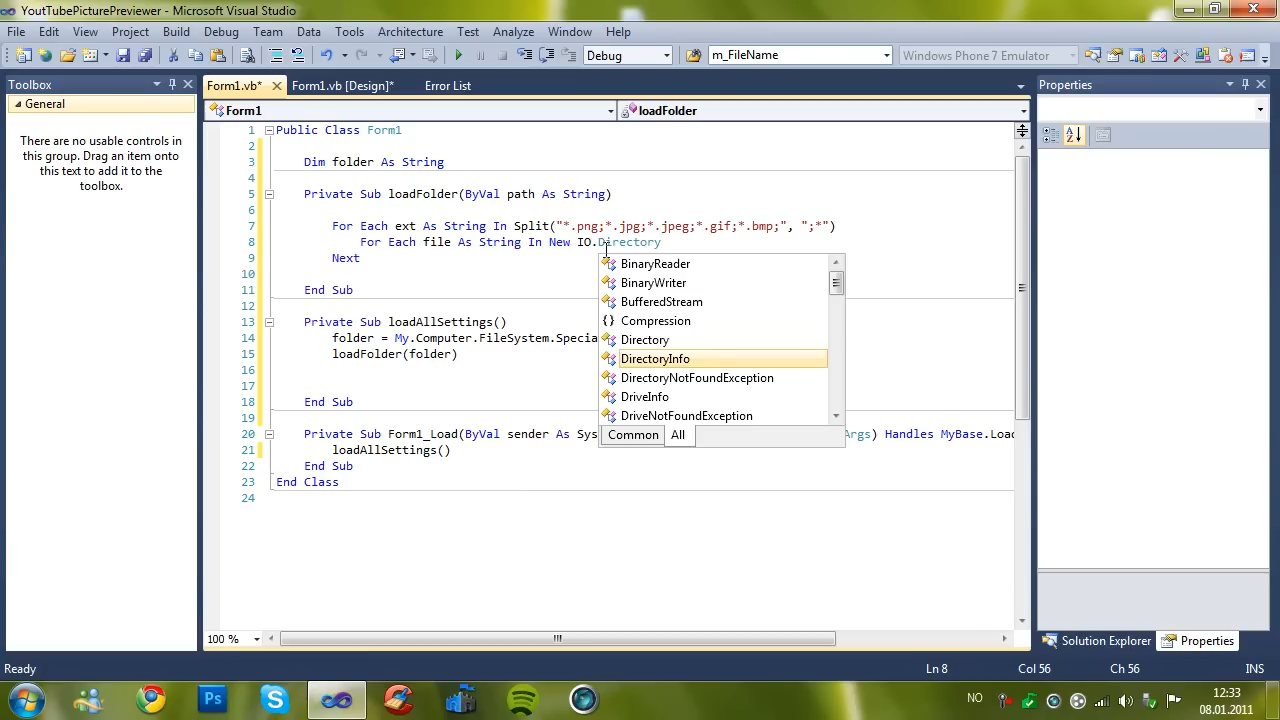 YoutTubePicturePreviewer - Microsoft Visual Studio
File Edit View Project Build Debug Team Data Tools Architecture Test Analyze Window Help
Debug m_FileName Windows Phone 7 Emulator
Toolbox
General
There are no usable controls in
this group. Drag an item onto
this text to add it to the
toolbox.
Form1.vb* Form1.vb [Design]* Error List
Form1 loadFolder
1 Public Class Form1
2
3 Dim folder As String
4
5 Private Sub loadFolder(ByVal path As String)
6
7 For Each ext As String In Split("*.png;*.jpg;*.jpeg;*.gif;*.bmp;", ";*")
8 For Each file As String In New IO.Directory
9 Next
10
11 End Sub
12
13 Private Sub loadAllSettings()
14 folder = My.Computer.FileSystem.Specia
15 loadFolder(folder)
16
17
18 End Sub
19
20 Private Sub Form1_Load(ByVal sender As Sys Args) Handles MyBase.Load
21 loadAllSettings()
22 End Sub
23 End Class
24
BinaryReader
BinaryWriter
BufferedStream
{} Compression
Directory
DirectoryInfo
DirectoryNotFoundException
DriveInfo
DriveNotFoundException
Common All
100 %
Properties
Solution Explorer Properties
Ready Ln 8 Col 56 Ch 56 INS
NO
12:33
08.01.2011